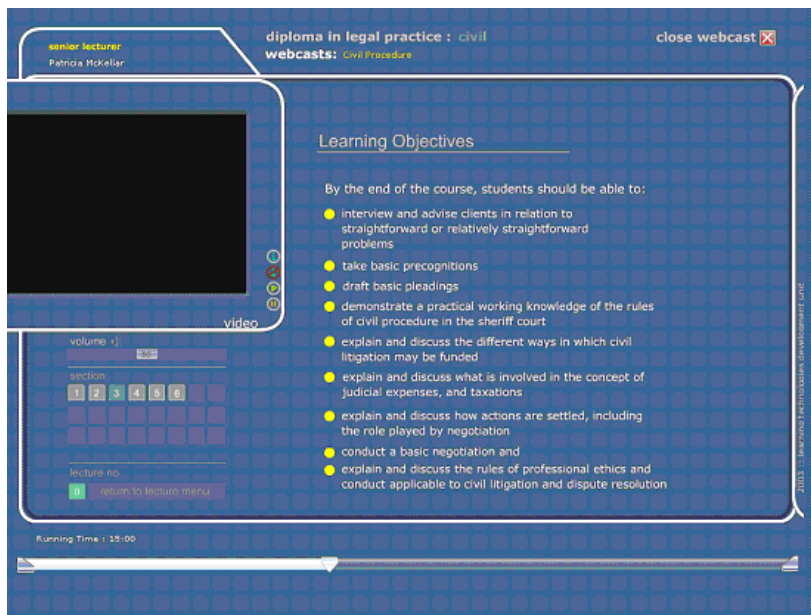 senior lecturer
Patricia McKellar
diploma in legal practice : civil
webcasts: Civil Procedure
close webcast
Learning Objectives
By the end of the course, students should be able to:
interview and advise clients in relation to
straightforward or relatively straightforward
problems
take basic precognitions
draft basic pleadings
demonstrate a practical working knowledge of the rules
of civil procedure in the sheriff court
explain and discuss the different ways in which civil
litigation may be funded
explain and discuss what is involved in the concept of
judicial expenses, and taxations
explain and discuss how actions are settled, including
the role played by negotiation
conduct a basic negotiation and
explain and discuss the rules of professional ethics and
conduct applicable to civil litigation and dispute resolution
video
volume
section
1 2 3 4 5 6
lecture no
return to lecture menu
Running Time : 15:00
2003 :: learning technologies development unit